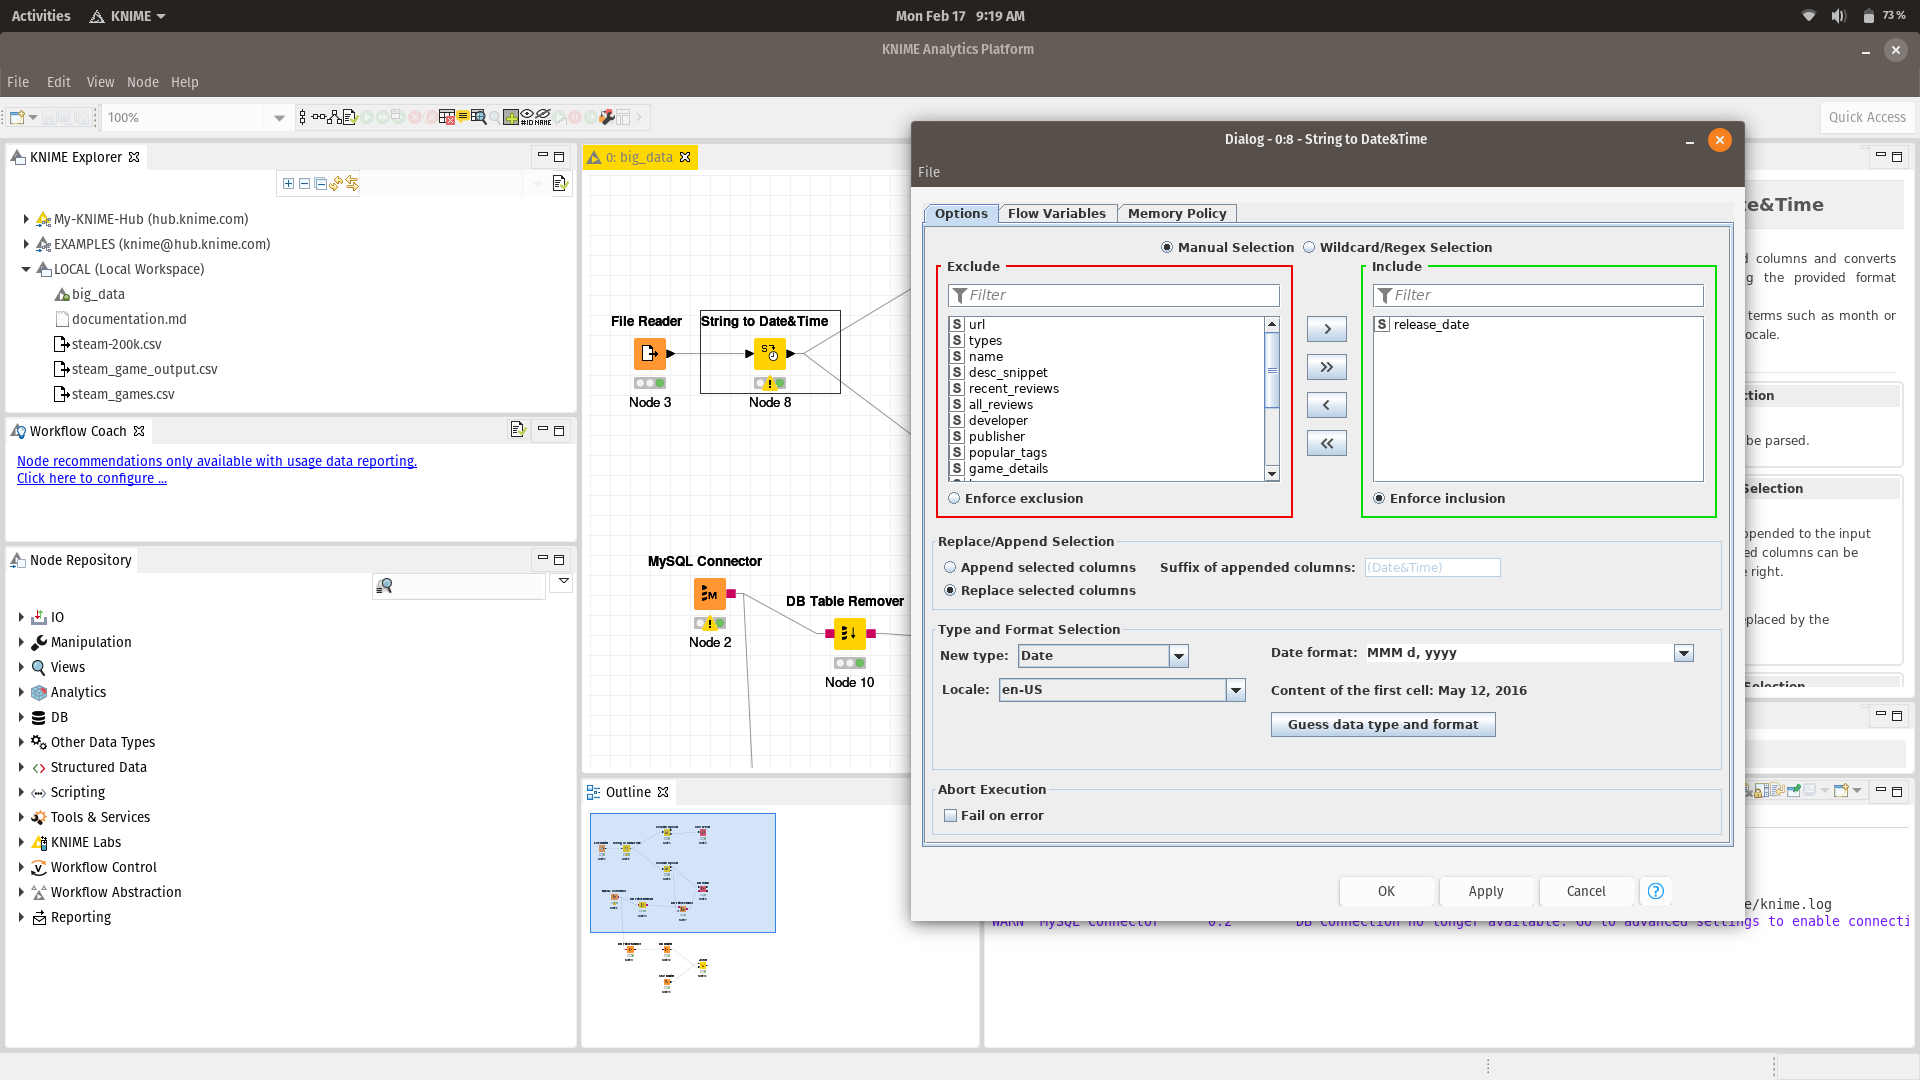 Activities
KNIME
Mon Feb 17 9:19 AM
73 %
KNIME Analytics Platform
File Edit View Node Help
100%
Quick Access
KNIME Explorer
My-KNIME-Hub (hub.knime.com)
EXAMPLES (knime@hub.knime.com)
LOCAL (Local Workspace)
big_data
documentation.md
steam-200k.csv
steam_game_output.csv
steam_games.csv
Workflow Coach
Node recommendations only available with usage data reporting.
Click here to configure ...
Node Repository
IO
Manipulation
Views
Analytics
DB
Other Data Types
Structured Data
Scripting
Tools & Services
KNIME Labs
Workflow Control
Workflow Abstraction
Reporting
0: big_data
File Reader
Node 3
String to Date&Time
Node 8
MySQL Connector
Node 2
DB Table Remover
Node 10
Outline
Dialog - 0:8 - String to Date&Time
File
Options Flow Variables Memory Policy
Manual Selection Wildcard/Regex Selection
Exclude
Filter
S url
S types
S name
S desc_snippet
S recent_reviews
S all_reviews
S developer
S publisher
S popular_tags
S game_details
Enforce exclusion
Include
Filter
S release_date
Enforce inclusion
Replace/Append Selection
Append selected columns Suffix of appended columns: (Date&Time)
Replace selected columns
Type and Format Selection
New type: Date
Date format: MMM d, yyyy
Locale: en-US
Content of the first cell: May 12, 2016
Guess data type and format
Abort Execution
Fail on error
OK Apply Cancel
e&Time
columns and converts
the provided format
terms such as month or
ocale.
tion
be parsed.
Selection
ppended to the input
ed columns can be
right.
eplaced by the
Selection
e/knime.log
WARN MySQL Connector 0:2 DB Connection no longer available. Go to advanced settings to enable connecti